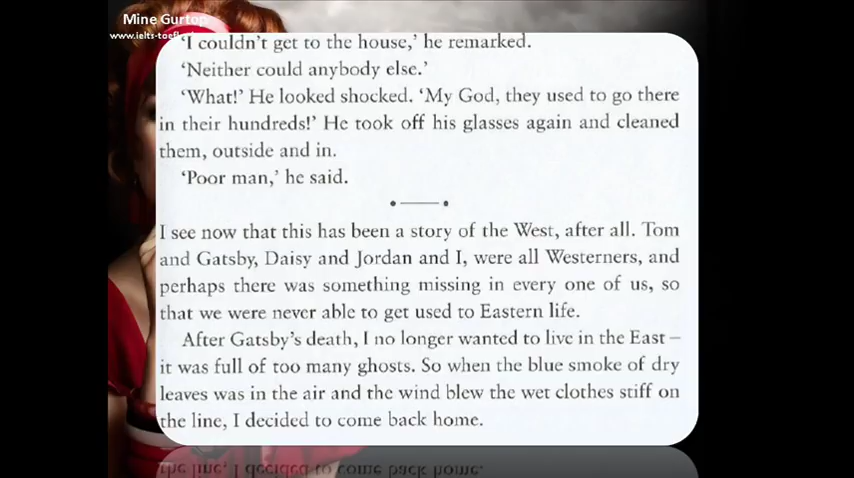 Mine Gurtop
'I couldn't get to the house,' he remarked.
'Neither could anybody else.'
'What!' He looked shocked. 'My God, they used to go there
in their hundreds!' He took off his glasses again and cleaned
them, outside and in.
'Poor man,' he said.
I see now that this has been a story of the West, after all. Tom
and Gatsby, Daisy and Jordan and I, were all Westerners, and
perhaps there was something missing in every one of us, so
that we were never able to get used to Eastern life.
After Gatsby's death, I no longer wanted to live in the East –
it was full of too many ghosts. So when the blue smoke of dry
leaves was in the air and the wind blew the wet clothes stiff on
the line, I decided to come back home.